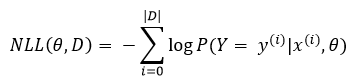 NLL(θ,D) = − ∑_{i=0}^{|D|} log P(Y = y^{(i)}|x^{(i)}, θ)